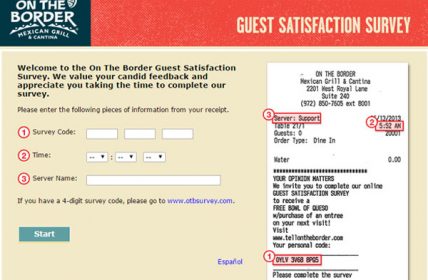 ON THE
BORDER
MEXICAN GRILL
& CANTINA
GUEST SATISFACTION SURVEY
Welcome to the On The Border Guest Satisfaction
Survey. We value your candid feedback and
appreciate you taking the time to complete our
survey.
Please enter the following pieces of information from your receipt.
1 Survey Code:
2 Time: -- : -- --
3 Server Name:
If you have a 4-digit survey code, please go to www.otbsurvey.com.
Start
Español
- ON THE BORDER
Mexican Grill & Cantina
2201 West Royal Lane
Suite 240
(972) 850-7605 ext 8001
3 Server: Support /13/2013
Table 21/1 2 5:52 AM
Guests: 0 20001
Order Type: Dine In
Water 0.00
YOUR OPINION MATTERS
We invite you to complete our online
GUEST SATISFACTION SURVEY
to receive a
FREE BOWL OF QUESO
w/purchase of an entree
on your next visit!
Visit
www.tellontheborder.com
Your personal code:
1 OYLV 3V68 8PG5
Please complete the survey